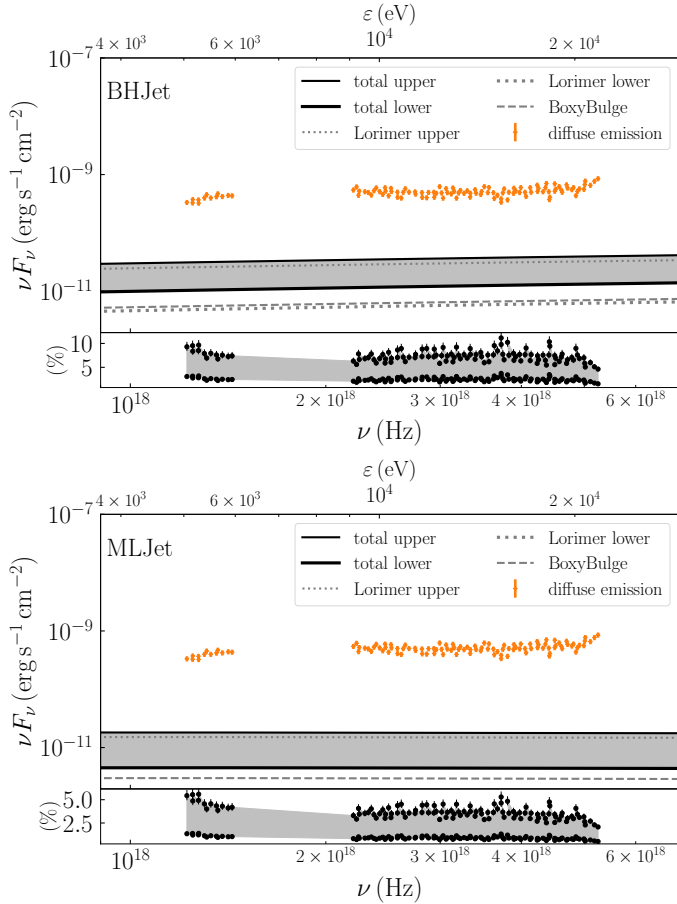 ε (eV)
4 × 10³ 6 × 10³ 10⁴ 2 × 10⁴
10⁻⁷
BHJet
total upper
total lower
Lorimer upper
Lorimer lower
BoxyBulge
diffuse emission
νFν (erg s⁻¹ cm⁻²)
10⁻⁹
10⁻¹¹
(%)
10
5
10¹⁸ 2 × 10¹⁸ 3 × 10¹⁸ 4 × 10¹⁸ 6 × 10¹⁸
ν (Hz)
ε (eV)
4 × 10³ 6 × 10³ 10⁴ 2 × 10⁴
10⁻⁷
MLJet
total upper
total lower
Lorimer upper
Lorimer lower
BoxyBulge
diffuse emission
νFν (erg s⁻¹ cm⁻²)
10⁻⁹
10⁻¹¹
(%)
5.0
2.5
10¹⁸ 2 × 10¹⁸ 3 × 10¹⁸ 4 × 10¹⁸ 6 × 10¹⁸
ν (Hz)